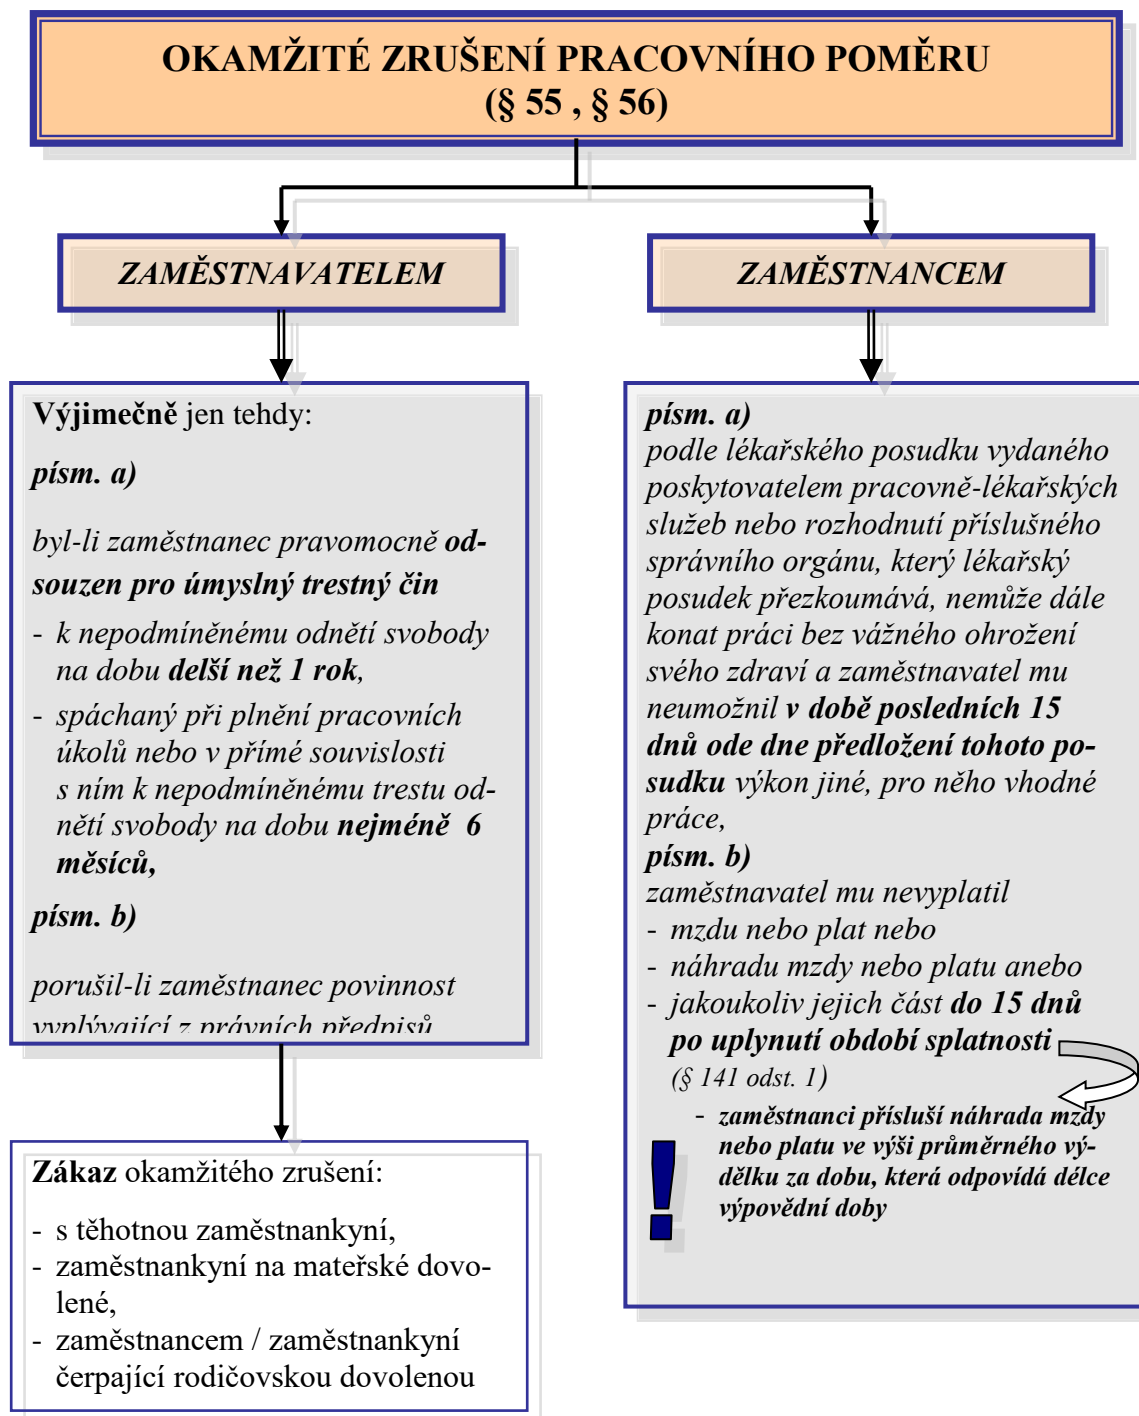 OKAMŽITÉ ZRUŠENÍ PRACOVNÍHO POMĚRU
(§ 55 , § 56)
ZAMĚSTNAVATELEM
Výjimečně jen tehdy:
písm. a)
byl-li zaměstnanec pravomocně od-
souzen pro úmyslný trestný čin
- k nepodmíněnému odnětí svobody
na dobu delší než 1 rok,
- spáchaný při plnění pracovních
úkolů nebo v přímé souvislosti
s ním k nepodmíněnému trestu od-
nětí svobody na dobu nejméně 6
měsíců,
písm. b)
porušil-li zaměstnanec povinnost
vyplývající z právních předpisů
Zákaz okamžitého zrušení:
- s těhotnou zaměstnankyní,
- zaměstnankyní na mateřské dovo-
lené,
- zaměstnancem / zaměstnankyní
čerpající rodičovskou dovolenou
ZAMĚSTNANCEM
písm. a)
podle lékařského posudku vydaného
poskytovatelem pracovně-lékařských
služeb nebo rozhodnutí příslušného
správního orgánu, který lékařský
posudek přezkoumává, nemůže dále
konat práci bez vážného ohrožení
svého zdraví a zaměstnavatel mu
neumožnil v době posledních 15
dnů ode dne předložení tohoto po-
sudku výkon jiné, pro něho vhodné
práce,
písm. b)
zaměstnavatel mu nevyplatil
- mzdu nebo plat nebo
- náhradu mzdy nebo platu anebo
- jakoukoliv jejich část do 15 dnů
po uplynutí období splatnosti
(§ 141 odst. 1)
- zaměstnanci přísluší náhrada mzdy
nebo platu ve výši průměrného vý-
dělku za dobu, která odpovídá délce
výpovědní doby
!